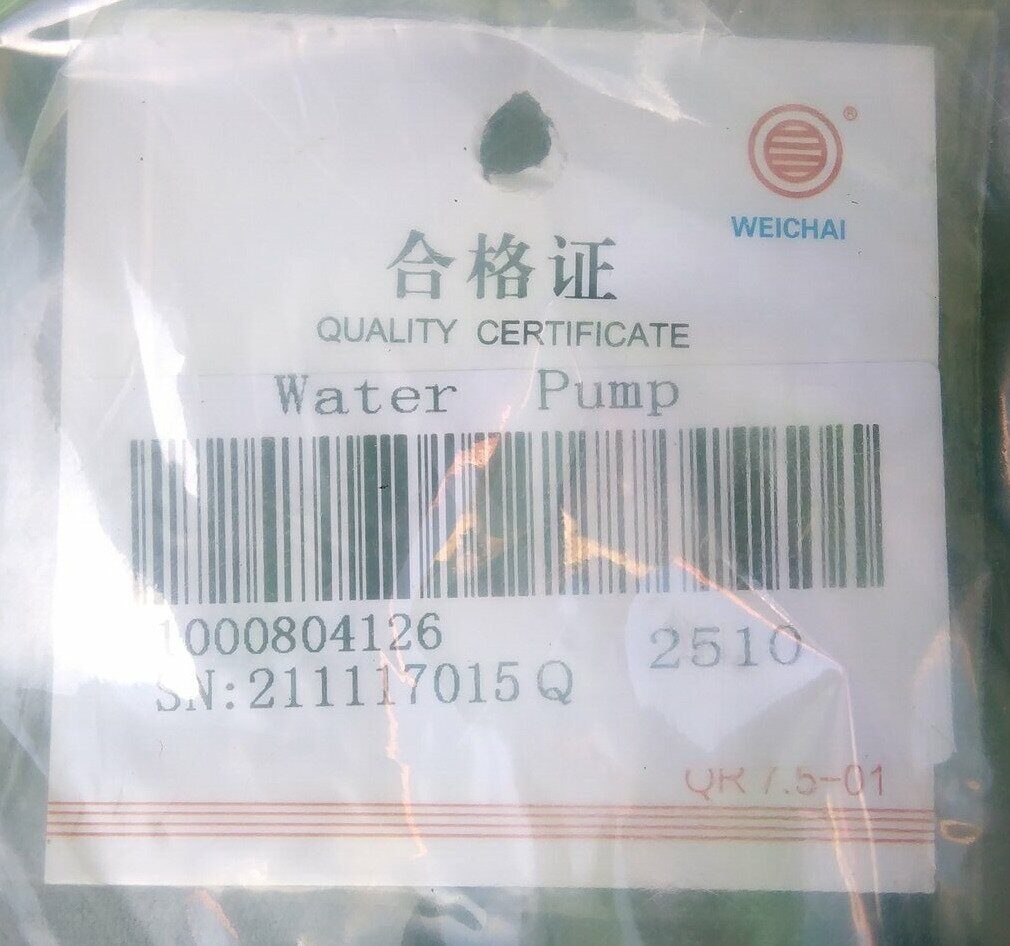 ®
WEICHAI
合格证
QUALITY CERTIFICATE
Water Pump
1000804126
2510
SN:211117015Q
QR7.5-01